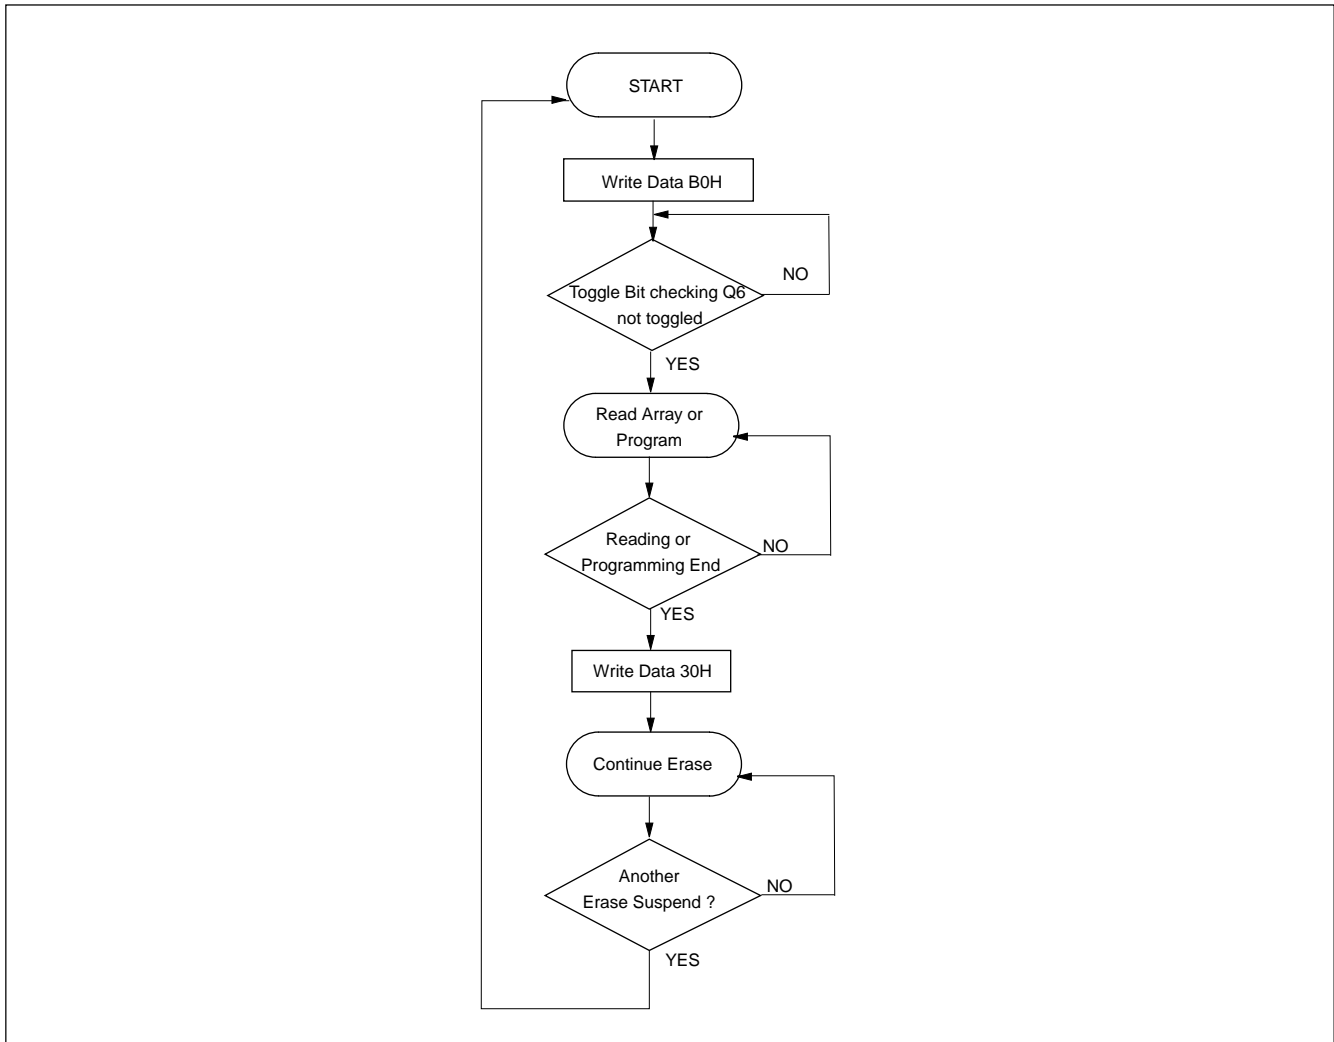 START
Write Data B0H
NO
Toggle Bit checking Q6
not toggled
YES
Read Array or
Program
Reading or
NO
Programming End
YES
Write Data 30H
Continue Erase
Another
NO
Erase Suspend ?
YES